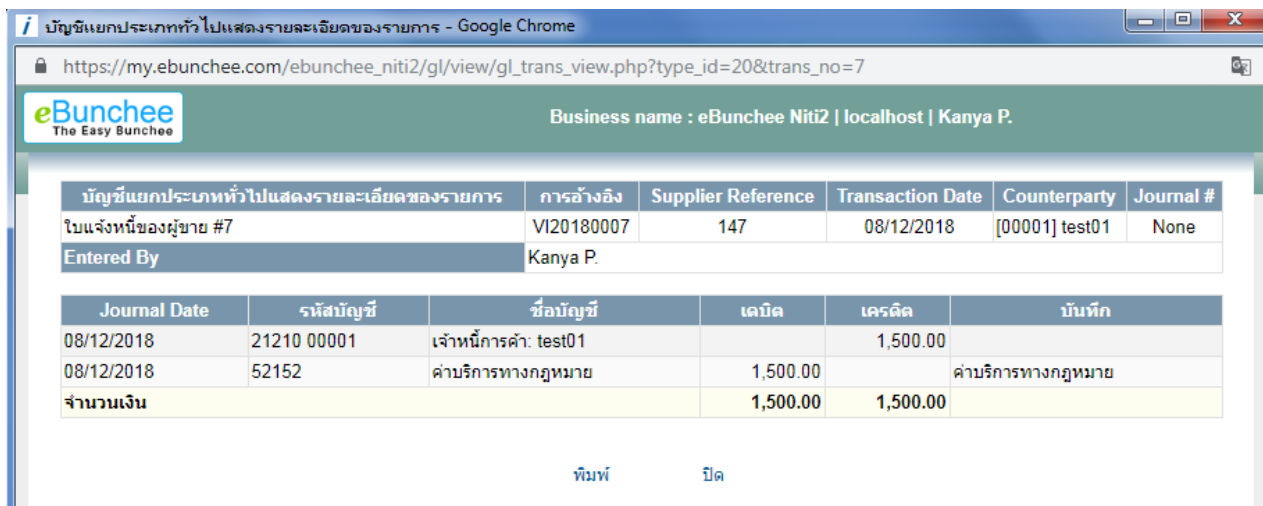 บัญชีแยกประเภททั่วไปแสดงรายละเอียดของรายการ - Google Chrome
https://my.ebunchee.com/ebunchee_niti2/gl/view/gl_trans_view.php?type_id=20&trans_no=7
eBunchee
The Easy Bunchee
Business name : eBunchee Niti2 | localhost | Kanya P.
บัญชีแยกประเภททั่วไปแสดงรายละเอียดของรายการ การอ้างอิง Supplier Reference Transaction Date Counterparty Journal #
ใบแจ้งหนี้ของผู้ขาย #7 VI20180007 147 08/12/2018 [00001] test01 None
Entered By Kanya P.
Journal Date รหัสบัญชี ชื่อบัญชี เดบิต เครดิต บันทึก
08/12/2018 21210 00001 เจ้าหนี้การค้า: test01 1,500.00
08/12/2018 52152 ค่าบริการทางกฎหมาย 1,500.00 ค่าบริการทางกฎหมาย
จำนวนเงิน 1,500.00 1,500.00
พิมพ์ ปิด